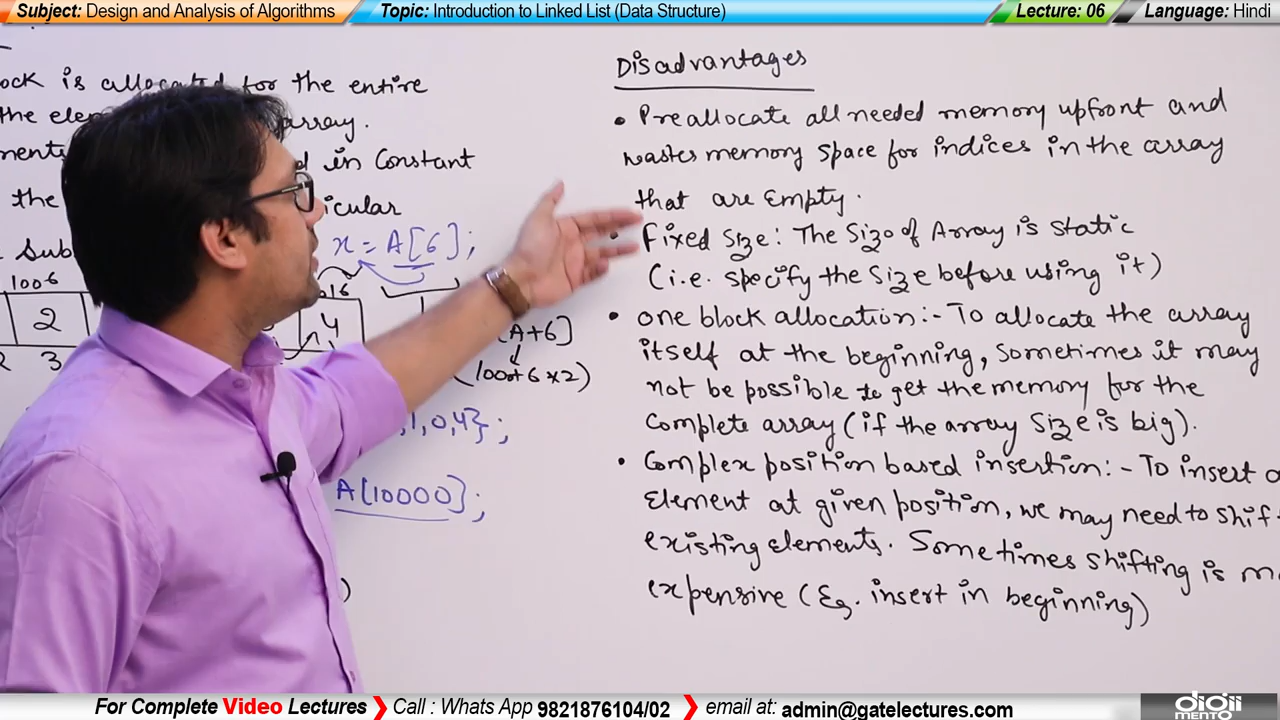 Subject: Design and Analysis of Algorithms
Topic: Introduction to Linked List (Data Structure)
Lecture: 06
Language: Hindi
ock is allocated for the entire
the ele array.
ments in Constant
the icular
Sub x = A[6];
1006 16
2 4
2 3
A+6]
(100+6×2)
,1,0,4};
A[10000];
)
Disadvantages
• Preallocate all needed memory upfront and
wastes memory space for indices in the array
that are Empty.
• Fixed Size: The Size of Array is static
(i.e. specify the Size before using it)
• one block allocation:- To allocate the array
itself at the beginning, Sometimes it may
not be possible to get the memory for the
Complete array (if the array Size is big).
• Complex position based insertion:- To insert a
Element at given position, we may need to shif
existing elements. Sometimes shifting is m
expensive (Eg. insert in beginning)
For Complete Video Lectures
Call : Whats App 9821876104/02
email at: admin@gatelectures.com
digii
MENTOR